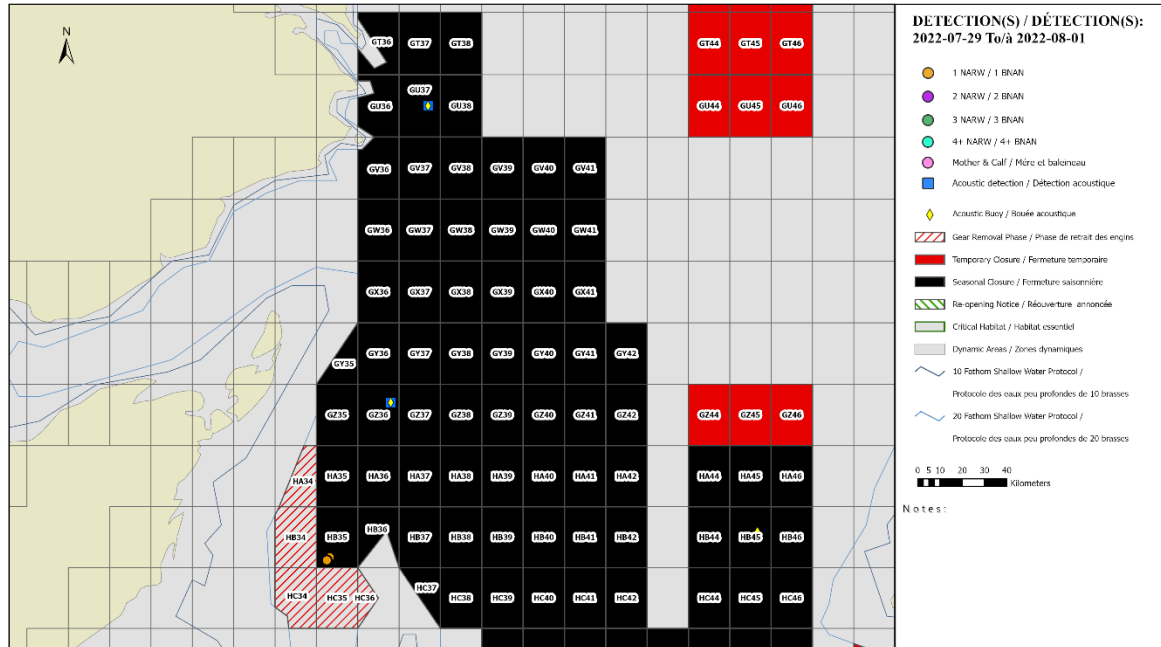 N
GT36 GT37 GT38 GT44 GT45 GT46
GU37
GU36 GU38 GU44 GU45 GU46
GV36 GV37 GV38 GV39 GV40 GV41
GW36 GW37 GW38 GW39 GW40 GW41
GX36 GX37 GX38 GX39 GX40 GX41
GY36 GY37 GY38 GY39 GY40 GY41 GY42
GY35
GZ35 GZ36 GZ37 GZ38 GZ39 GZ40 GZ41 GZ42 GZ44 GZ45 GZ46
HA35 HA36 HA37 HA38 HA39 HA40 HA41 HA42 HA44 HA45 HA46
HA34
HB36
HB34 HB35 HB37 HB38 HB39 HB40 HB41 HB42 HB44 HB45 HB46
HC37
HC34 HC35 HC36 HC38 HC39 HC40 HC41 HC42 HC44 HC45 HC46
DETECTION(S) / DÉTECTION(S):
2022-07-29 To/à 2022-08-01
1 NARW / 1 BNAN
2 NARW / 2 BNAN
3 NARW / 3 BNAN
4+ NARW / 4+ BNAN
Mother & Calf / Mère et baleineau
Acoustic detection / Détection acoustique
Acoustic Buoy / Bouée acoustique
Gear Removal Phase / Phase de retrait des engins
Temporary Closure / Fermeture temporaire
Seasonal Closure / Fermeture saisonnière
Re-opening Notice / Réouverture annoncée
Critical Habitat / Habitat essentiel
Dynamic Areas / Zones dynamiques
10 Fathom Shallow Water Protocol /
Protocole des eaux peu profondes de 10 brasses
20 Fathom Shallow Water Protocol /
Protocole des eaux peu profondes de 20 brasses
0 5 10 20 30 40
Kilometers
Notes: